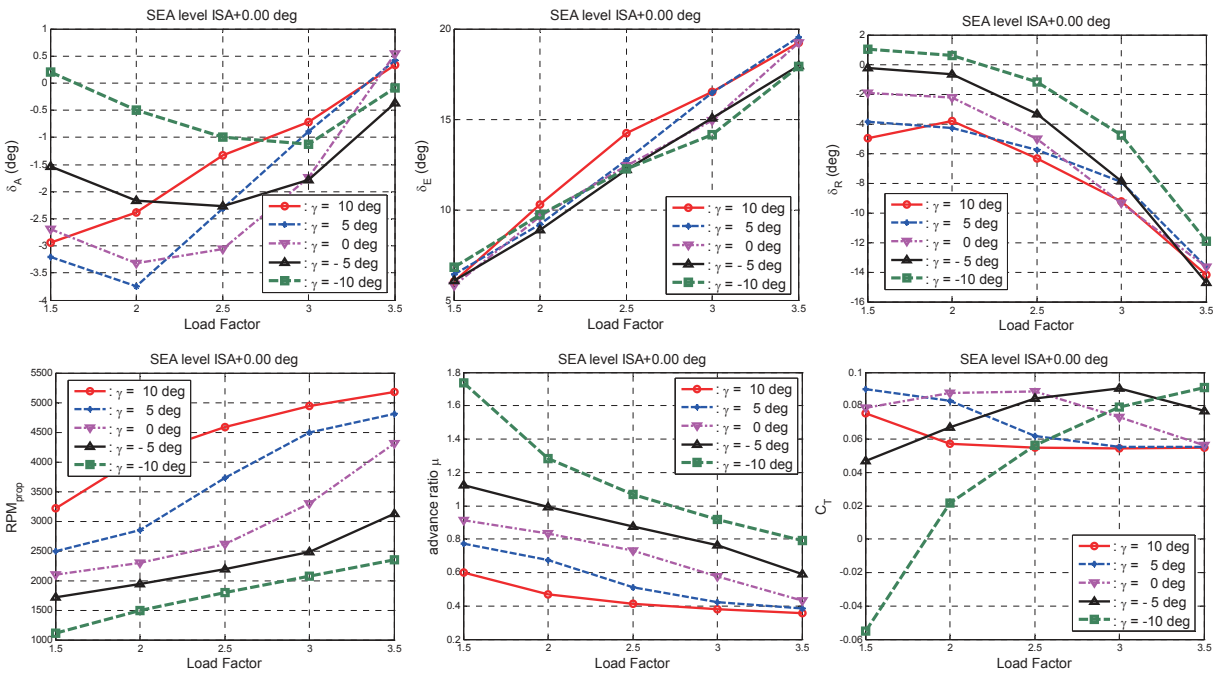 SEA level ISA+0.00 deg
0.5
0
-0.5
-1
-1.5
-2
-2.5
-3
-3.5
-4
δA (deg)
: γ = 10 deg
: γ = 5 deg
: γ = 0 deg
: γ = - 5 deg
: γ = -10 deg
1.5 2 2.5 3 3.5
Load Factor
SEA level ISA+0.00 deg
20
15
10
5
δE (deg)
: γ = 10 deg
: γ = 5 deg
: γ = 0 deg
: γ = - 5 deg
: γ = -10 deg
1.5 2 2.5 3 3.5
Load Factor
SEA level ISA+0.00 deg
2
0
-2
-4
-6
-8
-10
-12
-14
-16
δR (deg)
: γ = 10 deg
: γ = 5 deg
: γ = 0 deg
: γ = - 5 deg
: γ = -10 deg
1.5 2 2.5 3 3.5
Load Factor
SEA level ISA+0.00 deg
5500
5000
4500
4000
3500
3000
2500
2000
1500
1000
RPMprop
: γ = 10 deg
: γ = 5 deg
: γ = 0 deg
: γ = - 5 deg
: γ = -10 deg
1.5 2 2.5 3 3.5
Load Factor
SEA level ISA+0.00 deg
1.8
1.6
1.4
1.2
1
0.8
0.6
0.4
0.2
advance ratio μ
: γ = 10 deg
: γ = 5 deg
: γ = 0 deg
: γ = - 5 deg
: γ = -10 deg
1.5 2 2.5 3 3.5
Load Factor
SEA level ISA+0.00 deg
0.1
0.08
0.06
0.04
0.02
0
-0.02
-0.04
-0.06
CT
: γ = 10 deg
: γ = 5 deg
: γ = 0 deg
: γ = - 5 deg
: γ = -10 deg
1.5 2 2.5 3 3.5
Load Factor